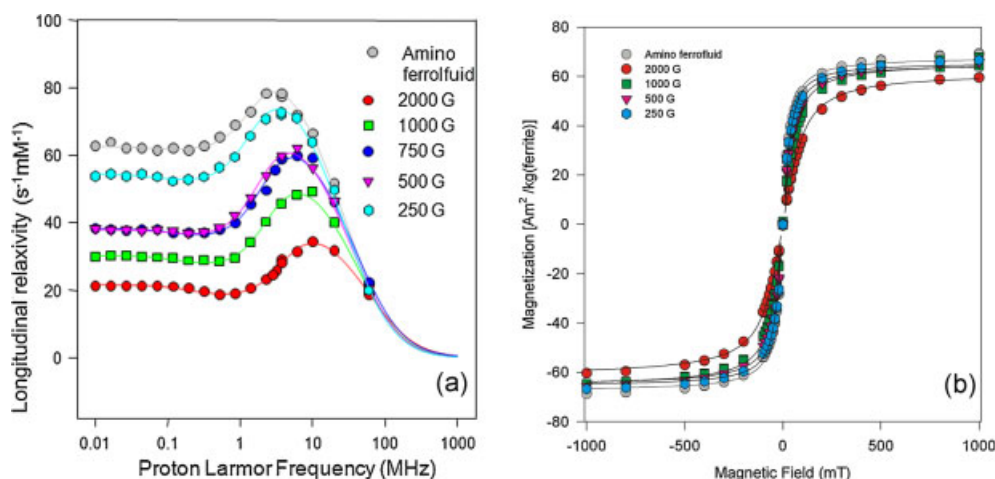 100
80
60
40
20
0
Longitudinal relaxivity (s-1mM-1)
Amino
ferrolfuid
2000 G
1000 G
750 G
500 G
250 G
(a)
0.01 0.1 1 10 100 1000
Proton Larmor Frequency (MHz)
80
60
40
20
0
-20
-40
-60
-80
Magnetization [Am2 /kg(ferrite)]
Amino ferrofluid
2000 G
1000 G
500 G
250 G
(b)
-1000 -500 0 500 1000
Magnetic Field (mT)